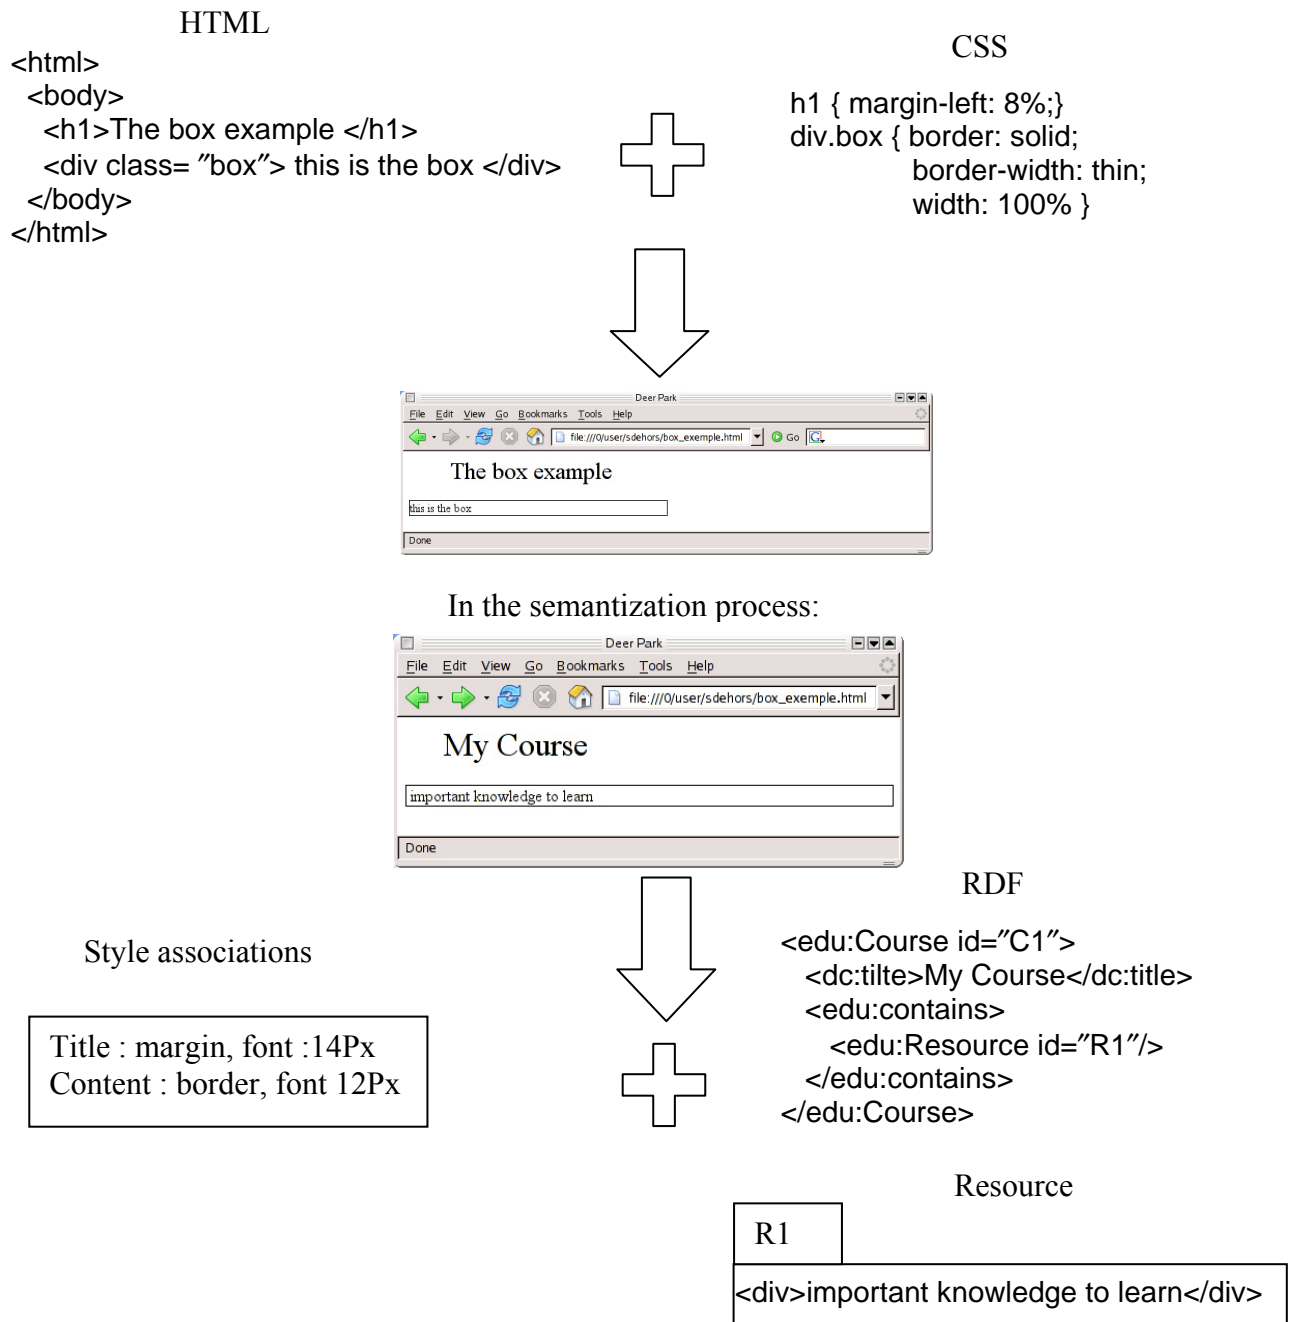 HTML
<html>
<body>
<h1>The box example </h1>
<div class= ″box″> this is the box </div>
</body>
</html>
CSS
h1 { margin-left: 8%;}
div.box { border: solid;
border-width: thin;
width: 100% }
Deer Park
File Edit View Go Bookmarks Tools Help
file:///0/user/sdehors/box_exemple.html Go G
The box example
this is the box
Done
In the semantization process:
Deer Park
File Edit View Go Bookmarks Tools Help
file:///0/user/sdehors/box_exemple.html
My Course
important knowledge to learn
Done
Style associations
Title : margin, font :14Px
Content : border, font 12Px
RDF
<edu:Course id=″C1″>
<dc:tilte>My Course</dc:title>
<edu:contains>
<edu:Resource id=″R1″/>
</edu:contains>
</edu:Course>
Resource
R1
<div>important knowledge to learn</div>